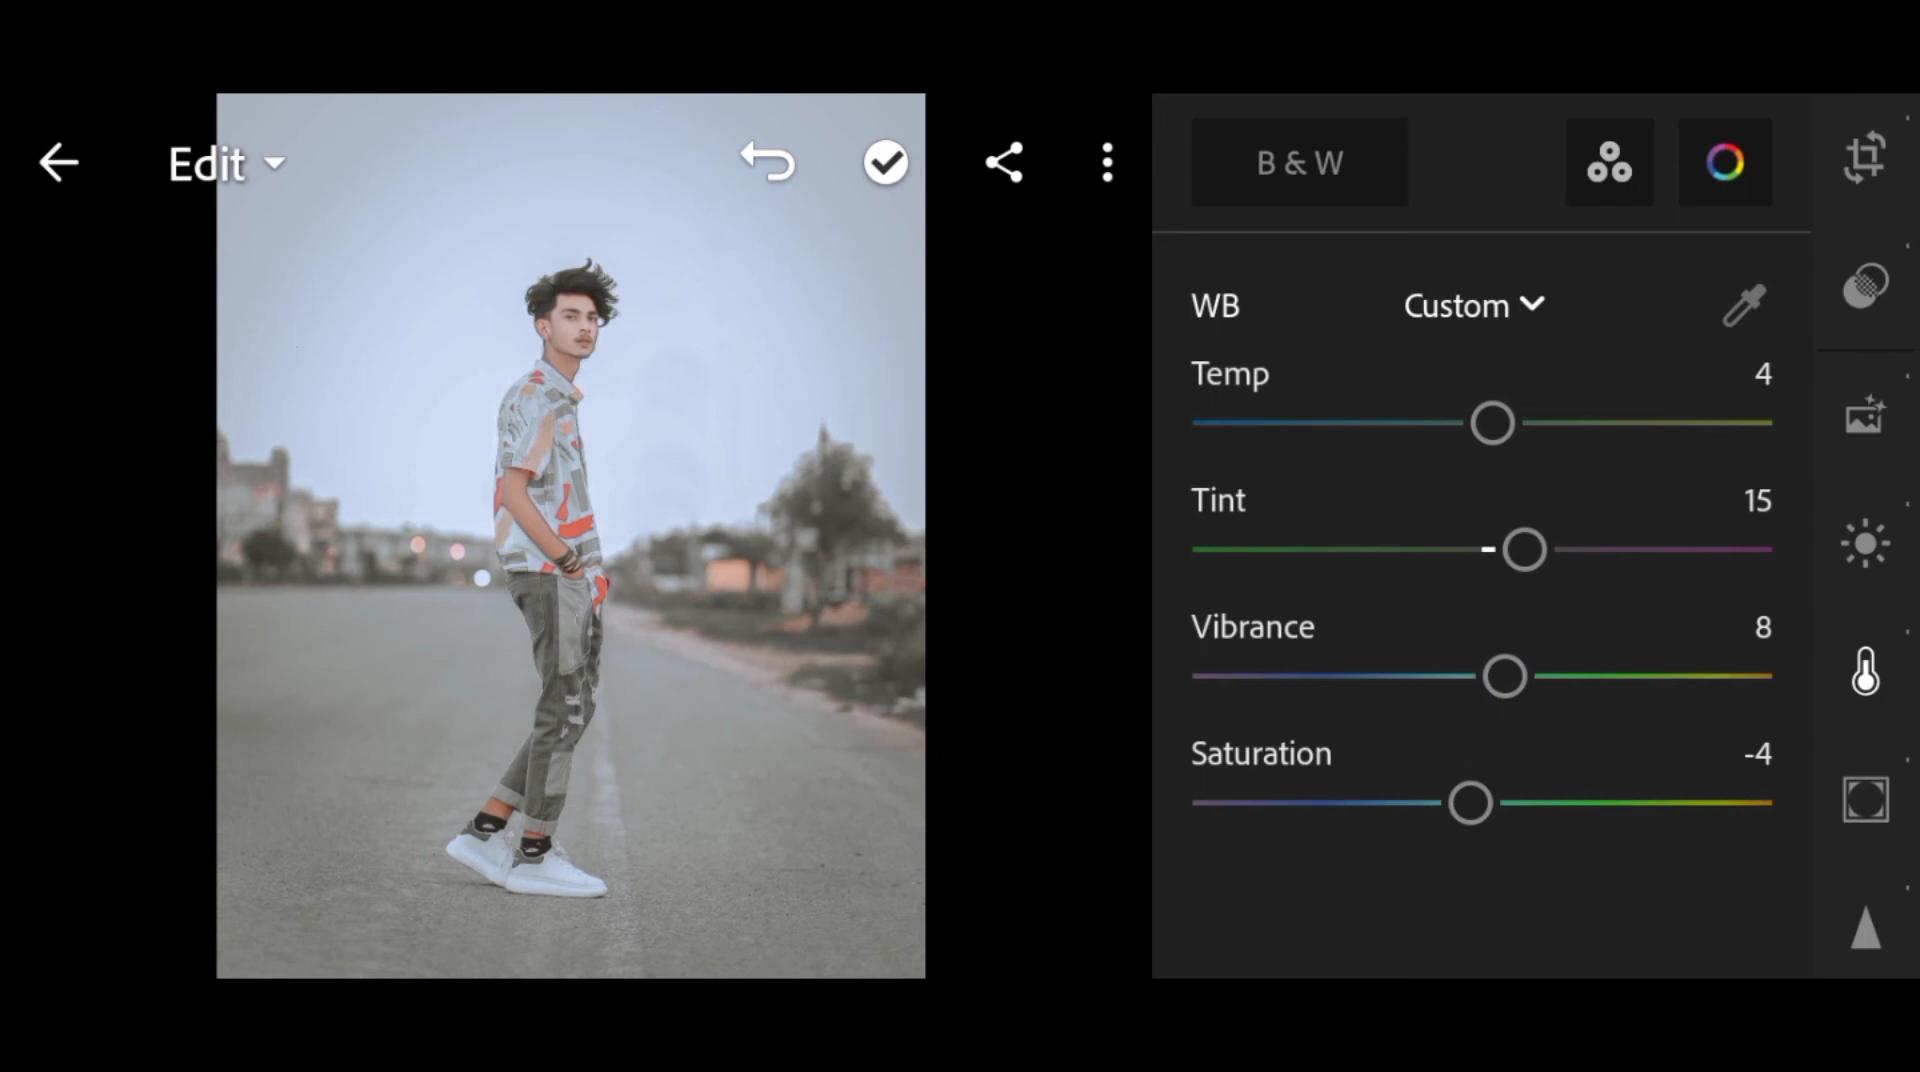 Edit
B & W
WB Custom
Temp 4
Tint 15
Vibrance 8
Saturation -4